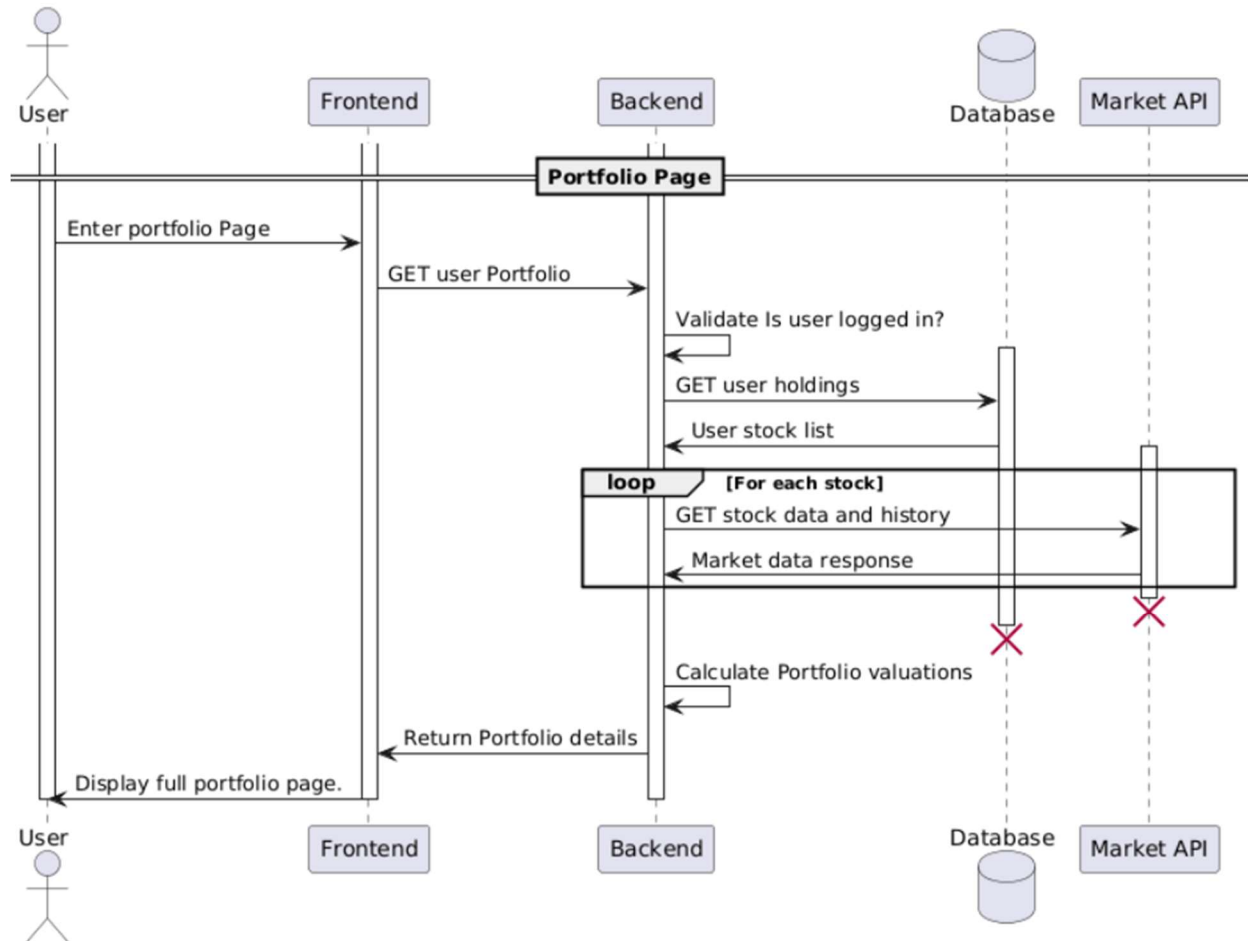 User
Frontend
Backend
Database
Market API
Portfolio Page
Enter portfolio Page
GET user Portfolio
Validate Is user logged in?
GET user holdings
User stock list
loop
[For each stock]
GET stock data and history
Market data response
Calculate Portfolio valuations
Return Portfolio details
Display full portfolio page.
User
Frontend
Backend
Database
Market API